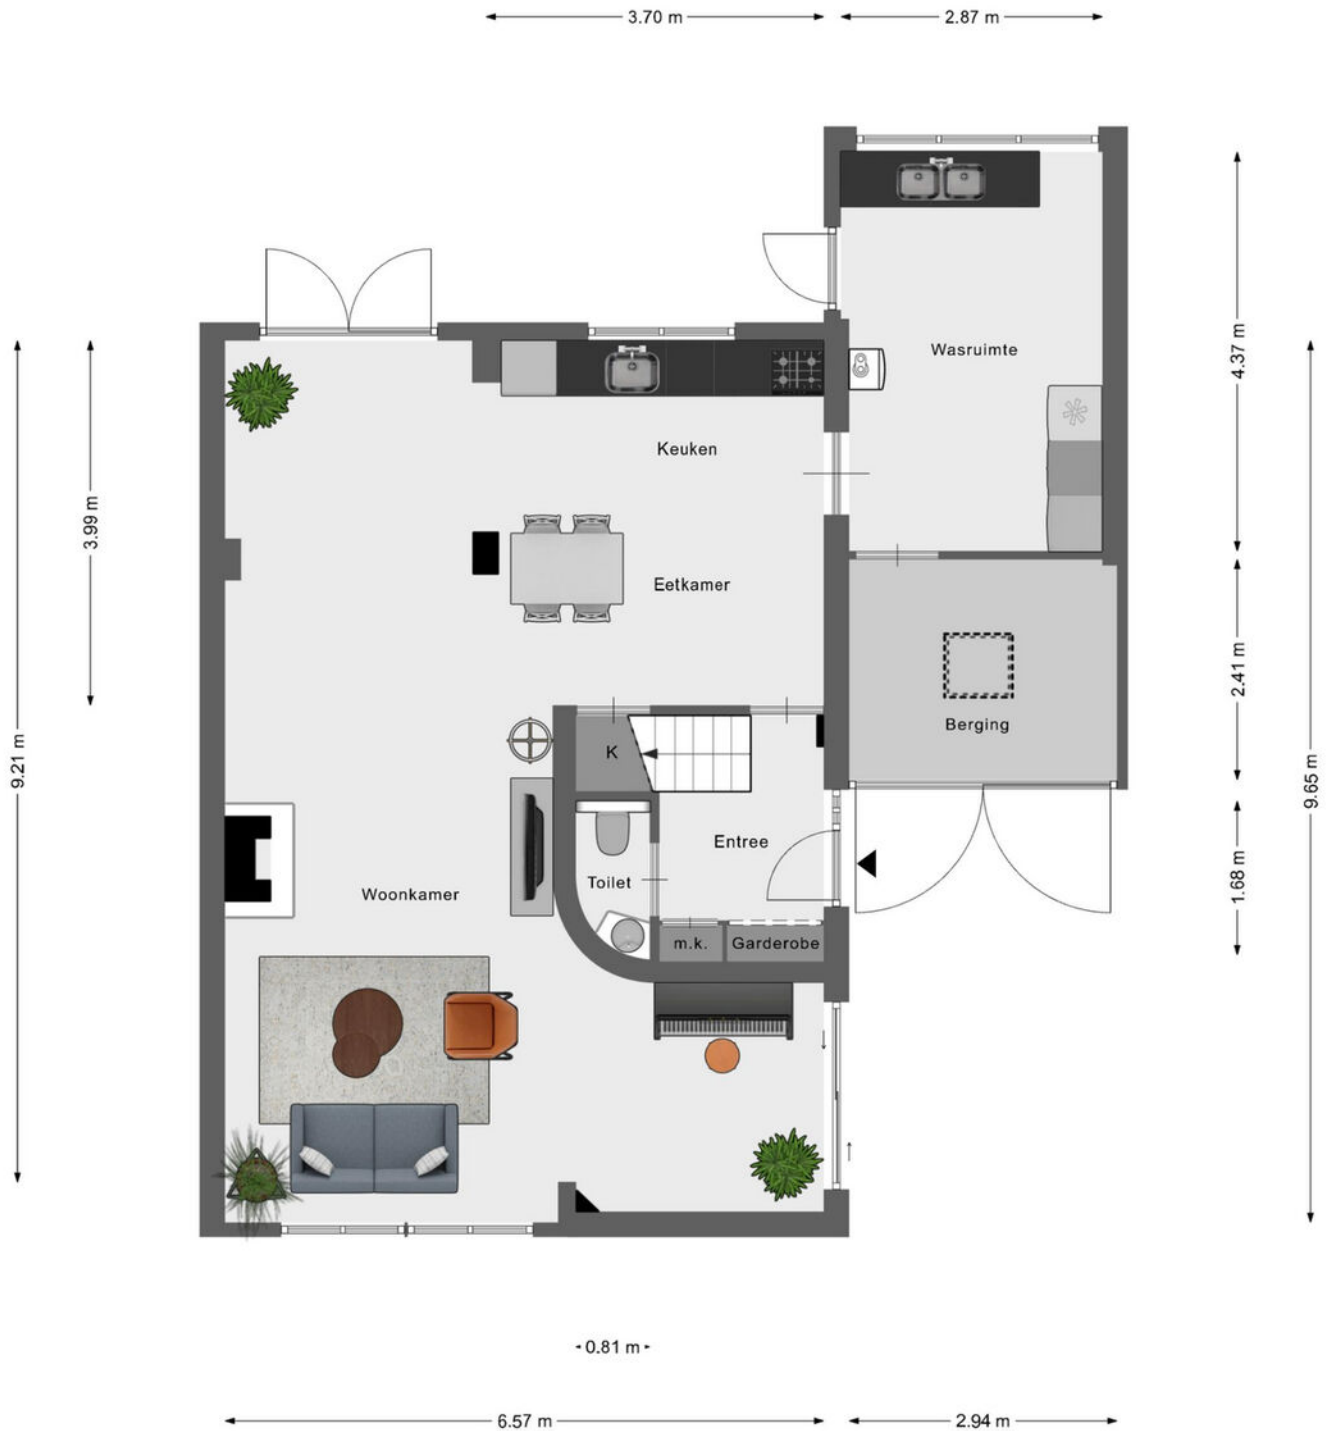 3.70 m
2.87 m
Wasruimte
4.37 m
Keuken
3.99 m
Eetkamer
2.41 m
Berging
K
9.21 m
9.65 m
Entree
1.68 m
Toilet
Woonkamer
m.k.
Garderobe
0.81 m
6.57 m
2.94 m